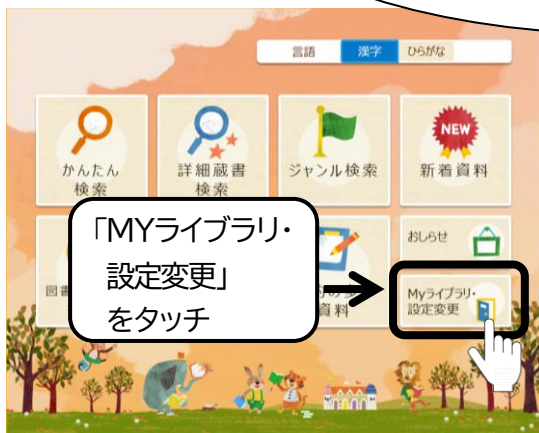 言語 漢字 ひらがな
かんたん
検索
詳細蔵書
検索
ジャンル検索
NEW
新着資料
「MYライブラリ・
設定変更」
をタッチ
図書
資料
おしらせ
Myライブラリ・
設定変更